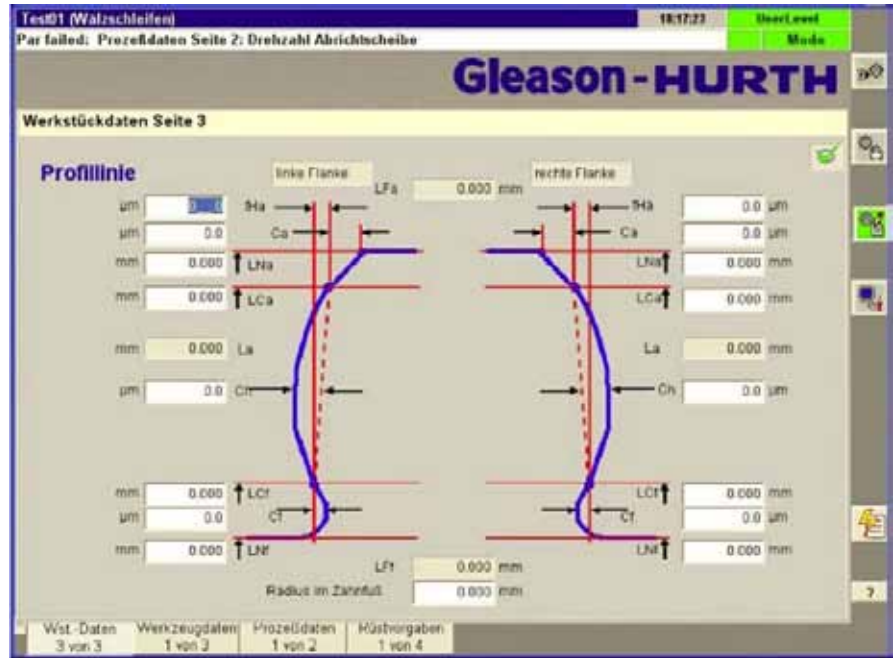 Test01 (Wälzschleifen) 18:17:23 UserLevel
Par failed: Prozeßdaten Seite 2: Drehzahl Abrichtscheibe Mode
Gleason-HURTH
Werkstückdaten Seite 3
Profillinie
linke Flanke rechte Flanke
LFa 0.000 mm
µm fHa fHa 0.0 µm
µm 0.0 Ca Ca 0.0 µm
mm 0.000 LNa LNa 0.000 mm
mm 0.000 LCa LCa 0.000 mm
mm 0.000 La La 0.000 mm
µm 0.0 Ch Ch 0.0 µm
mm 0.000 LCf LCf 0.000 mm
µm 0.0 Cf Cf 0.0 µm
mm 0.000 LNf LNf 0.000 mm
LFf 0.000 mm
Radius im Zahnfuß 0.000 mm
?
Wst.-Daten Werkzeugdaten Prozeßdaten Rüstvorgaben
3 von 3 1 von 3 1 von 2 1 von 4